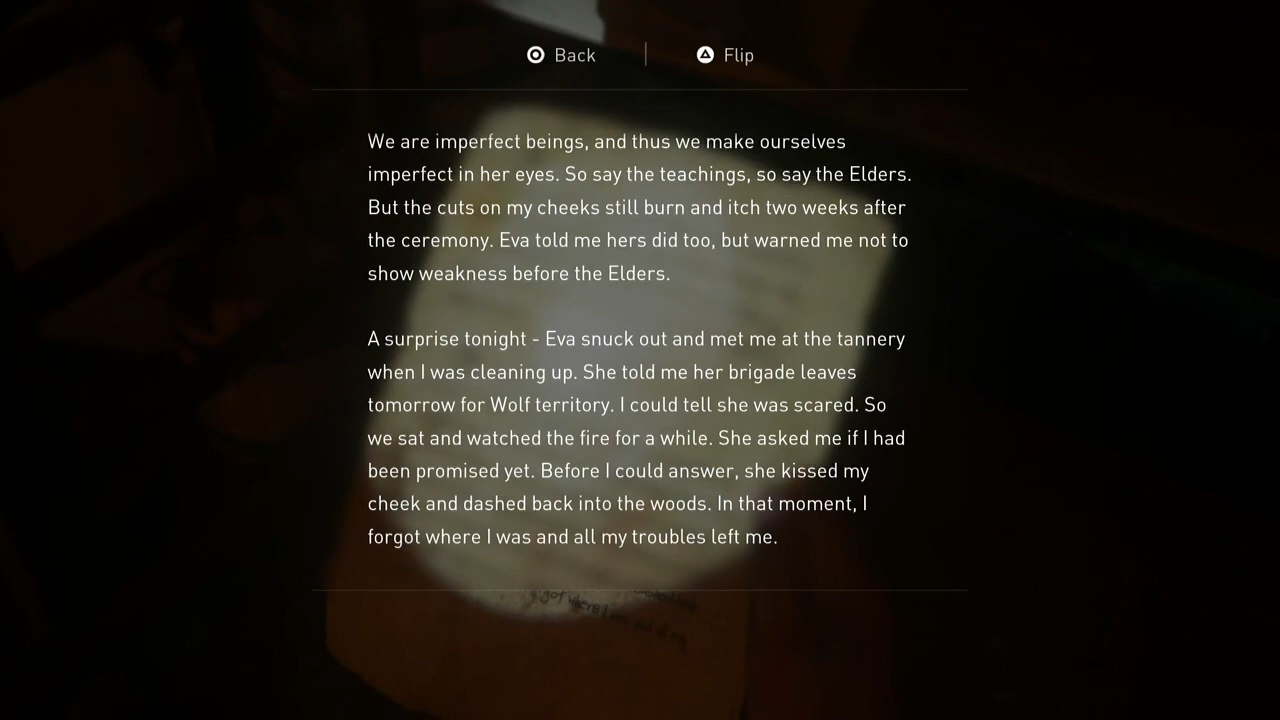 Back | Flip
We are imperfect beings, and thus we make ourselves
imperfect in her eyes. So say the teachings, so say the Elders.
But the cuts on my cheeks still burn and itch two weeks after
the ceremony. Eva told me hers did too, but warned me not to
show weakness before the Elders.
A surprise tonight - Eva snuck out and met me at the tannery
when I was cleaning up. She told me her brigade leaves
tomorrow for Wolf territory. I could tell she was scared. So
we sat and watched the fire for a while. She asked me if I had
been promised yet. Before I could answer, she kissed my
cheek and dashed back into the woods. In that moment, I
forgot where I was and all my troubles left me.